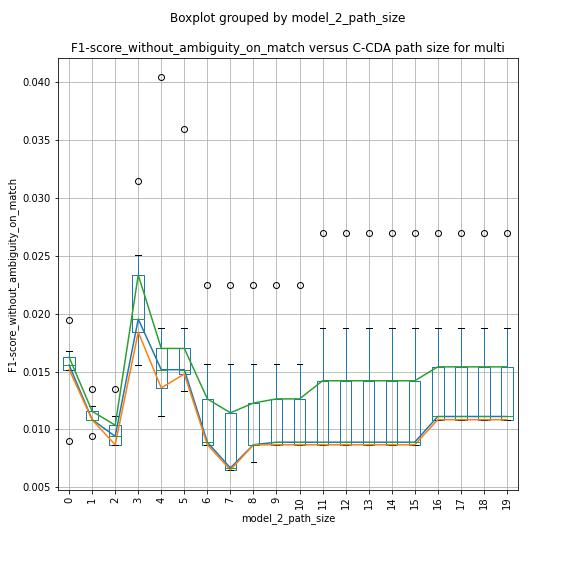 Boxplot grouped by model_2_path_size
F1-score_without_ambiguity_on_match versus C-CDA path size for multi
F1-score_without_ambiguity_on_match
0.040
0.035
0.030
0.025
0.020
0.015
0.010
0.005
0 1 2 3 4 5 6 7 8 9 10 11 12 13 14 15 16 17 18 19
model_2_path_size